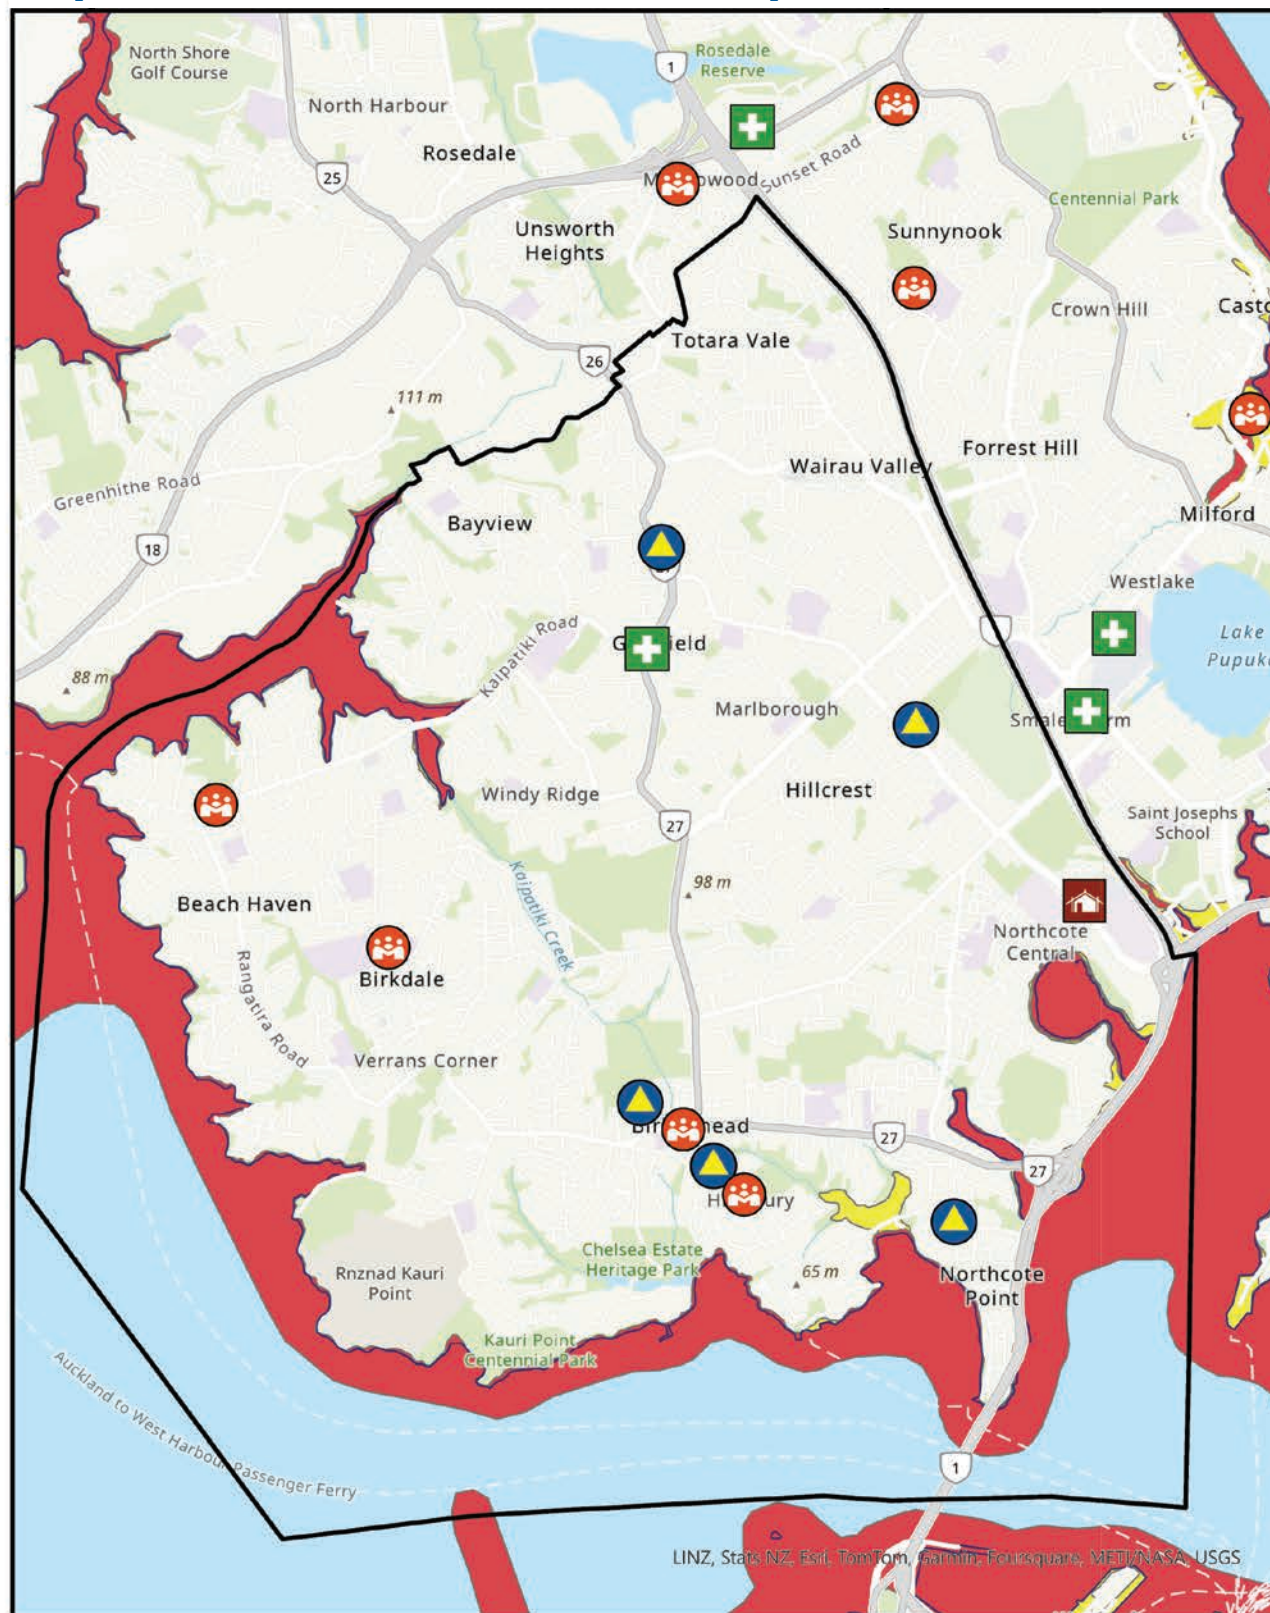 North Shore
Golf Course
1
Rosedale
Reserve
North Harbour
Rosedale
Sunset Road
25
Centennial Park
Unsworth
Heights
Sunnynook
Crown Hill
Totara Vale
26
111 m
Forrest Hill
Wairau Valley
Greenhithe Road
Milford
Bayview
18
Westlake
Lake
Kaipatiki Road
88 m
Marlborough
Windy Ridge
Hillcrest
Saint Josephs
School
27
98 m
Kaipatiki Creek
Beach Haven
Northcote
Central
Birkdale
Rangatira Road
Verrans Corner
27
27
Chelsea Estate
Heritage Park
65 m
Rnznad Kauri
Point
Northcote
Point
Kauri Point
Centennial Park
Auckland to West Harbour Passenger Ferry
1
LINZ, Stats NZ, Esri, TomTom, Garmin, Foursquare, METI/NASA, USGS